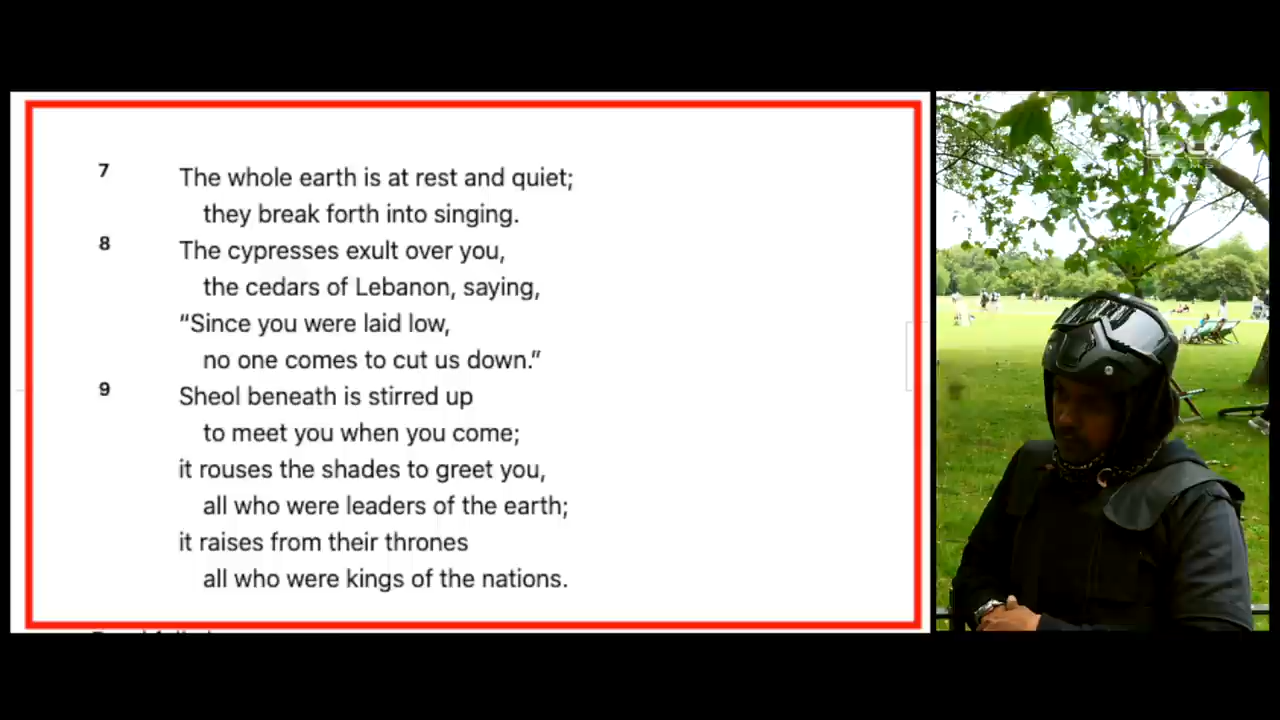 7 The whole earth is at rest and quiet;
they break forth into singing.
8 The cypresses exult over you,
the cedars of Lebanon, saying,
“Since you were laid low,
no one comes to cut us down.”
9 Sheol beneath is stirred up
to meet you when you come;
it rouses the shades to greet you,
all who were leaders of the earth;
it raises from their thrones
all who were kings of the nations.